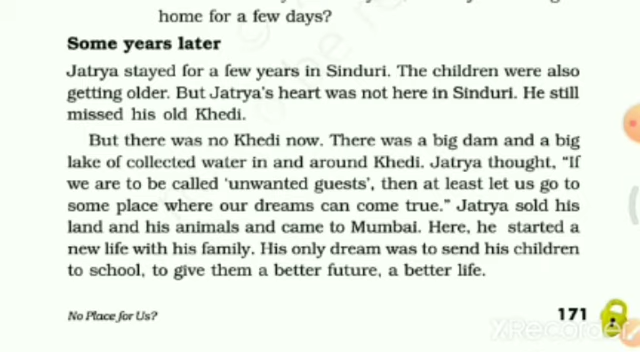 home for a few days?
Some years later
Jatrya stayed for a few years in Sinduri. The children were also
getting older. But Jatrya's heart was not here in Sinduri. He still
missed his old Khedi.
But there was no Khedi now. There was a big dam and a big
lake of collected water in and around Khedi. Jatrya thought, “If
we are to be called ‘unwanted guests’, then at least let us go to
some place where our dreams can come true.” Jatrya sold his
land and his animals and came to Mumbai. Here, he started a
new life with his family. His only dream was to send his children
to school, to give them a better future, a better life.
No Place for Us?
171
XRecorder